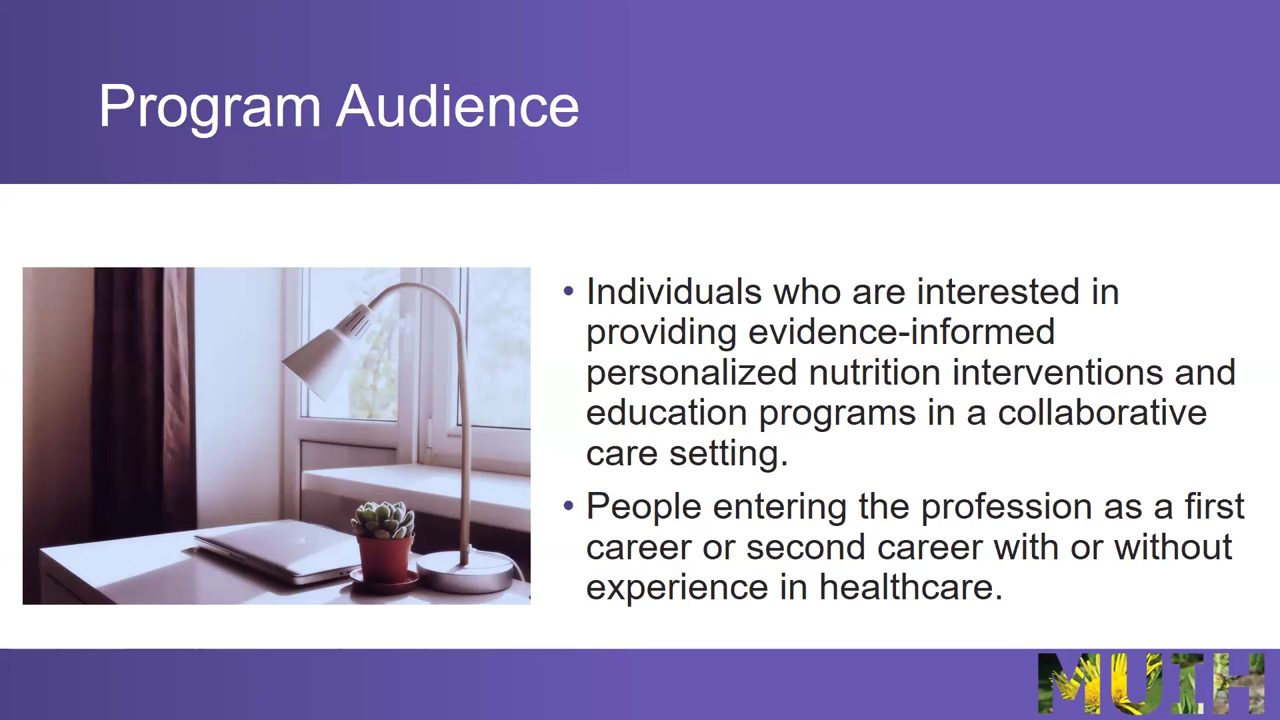 Program Audience
• Individuals who are interested in
providing evidence-informed
personalized nutrition interventions and
education programs in a collaborative
care setting.
• People entering the profession as a first
career or second career with or without
experience in healthcare.
MUIH